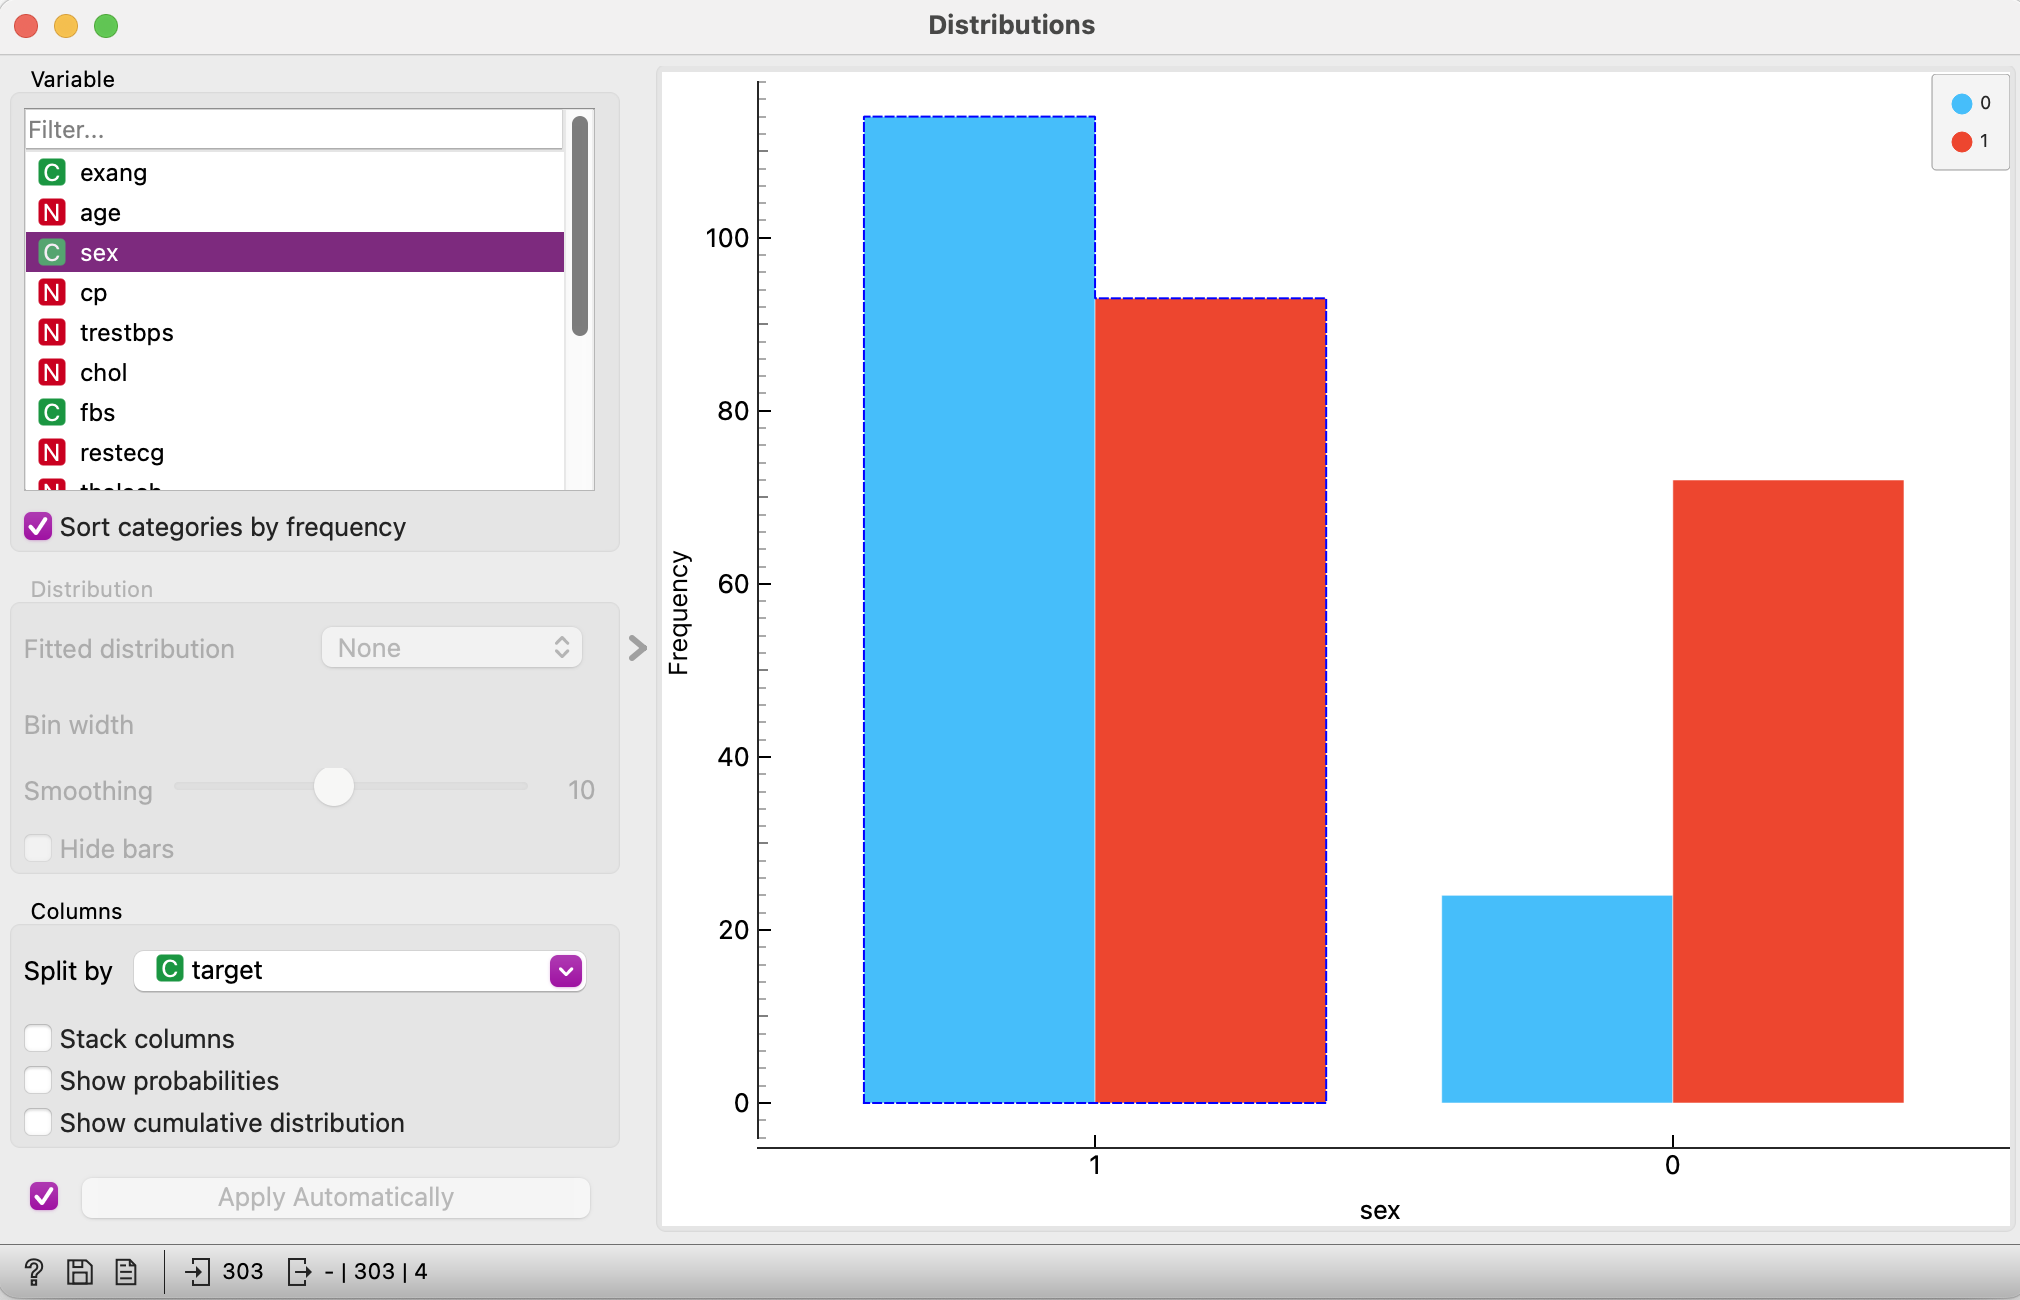 Distributions
Variable
Filter...
C exang
N age
C sex
N cp
N trestbps
N chol
C fbs
N restecg
N thalach
Sort categories by frequency
Distribution
Fitted distribution None
Bin width
Smoothing 10
Hide bars
Columns
Split by C target
Stack columns
Show probabilities
Show cumulative distribution
Apply Automatically
? 303 - | 303 | 4
0
1
Frequency
100
80
60
40
20
0
1 0
sex